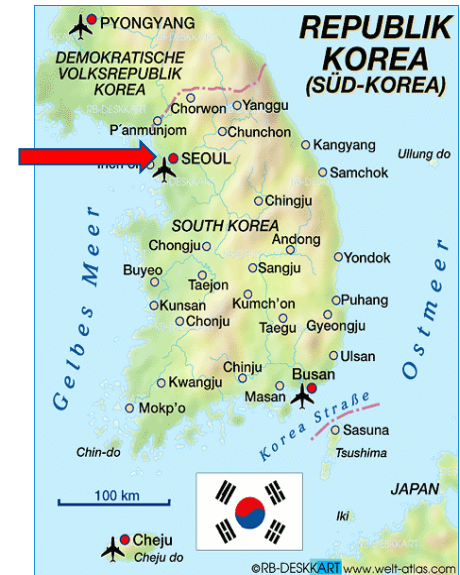 PYONGYANG
REPUBLIK
KOREA
(SÜD-KOREA)
DEMOKRATISCHE
VOLKSREPUBLIK
KOREA
RB-DESKKART
Chorwon
Yanggu
P´anmunjom
Chunchon
Kangyang
Ullung do
SEOUL
Samchok
Chingju
SOUTH KOREA
Chongju
Andong
Gelbes Meer
Ostmeer
Yondok
Buyeo
Sangju
Taejon
Kumch'on
Puhang
Kunsan
Chonju
Taegu
Gyeongju
Ulsan
Chinju
Busan
Kwangju
Masan
Mokp'o
Korea Straße
Sasuna
Tsushima
Chin-do
100 km
JAPAN
Iki
Cheju
Cheju do
©RB-DESKKART www.welt-atlas.com